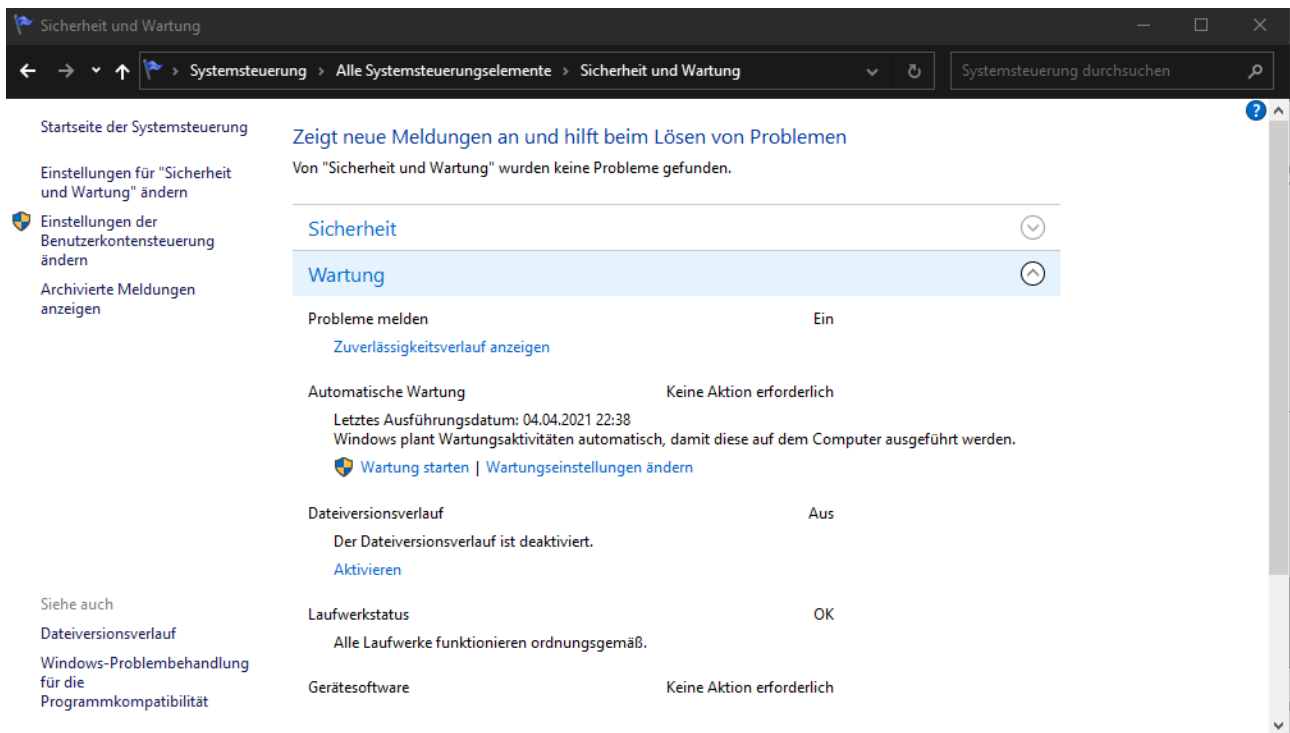 Sicherheit und Wartung
Systemsteuerung > Alle Systemsteuerungselemente > Sicherheit und Wartung
Systemsteuerung durchsuchen
Startseite der Systemsteuerung
Einstellungen für "Sicherheit
und Wartung" ändern
Einstellungen der
Benutzerkontensteuerung
ändern
Archivierte Meldungen
anzeigen
Siehe auch
Dateiversionsverlauf
Windows-Problembehandlung
für die
Programmkompatibilität
Zeigt neue Meldungen an und hilft beim Lösen von Problemen
Von "Sicherheit und Wartung" wurden keine Probleme gefunden.
Sicherheit
Wartung
Probleme melden Ein
Zuverlässigkeitsverlauf anzeigen
Automatische Wartung Keine Aktion erforderlich
Letztes Ausführungsdatum: 04.04.2021 22:38
Windows plant Wartungsaktivitäten automatisch, damit diese auf dem Computer ausgeführt werden.
Wartung starten | Wartungseinstellungen ändern
Dateiversionsverlauf Aus
Der Dateiversionsverlauf ist deaktiviert.
Aktivieren
Laufwerkstatus OK
Alle Laufwerke funktionieren ordnungsgemäß.
Gerätesoftware Keine Aktion erforderlich